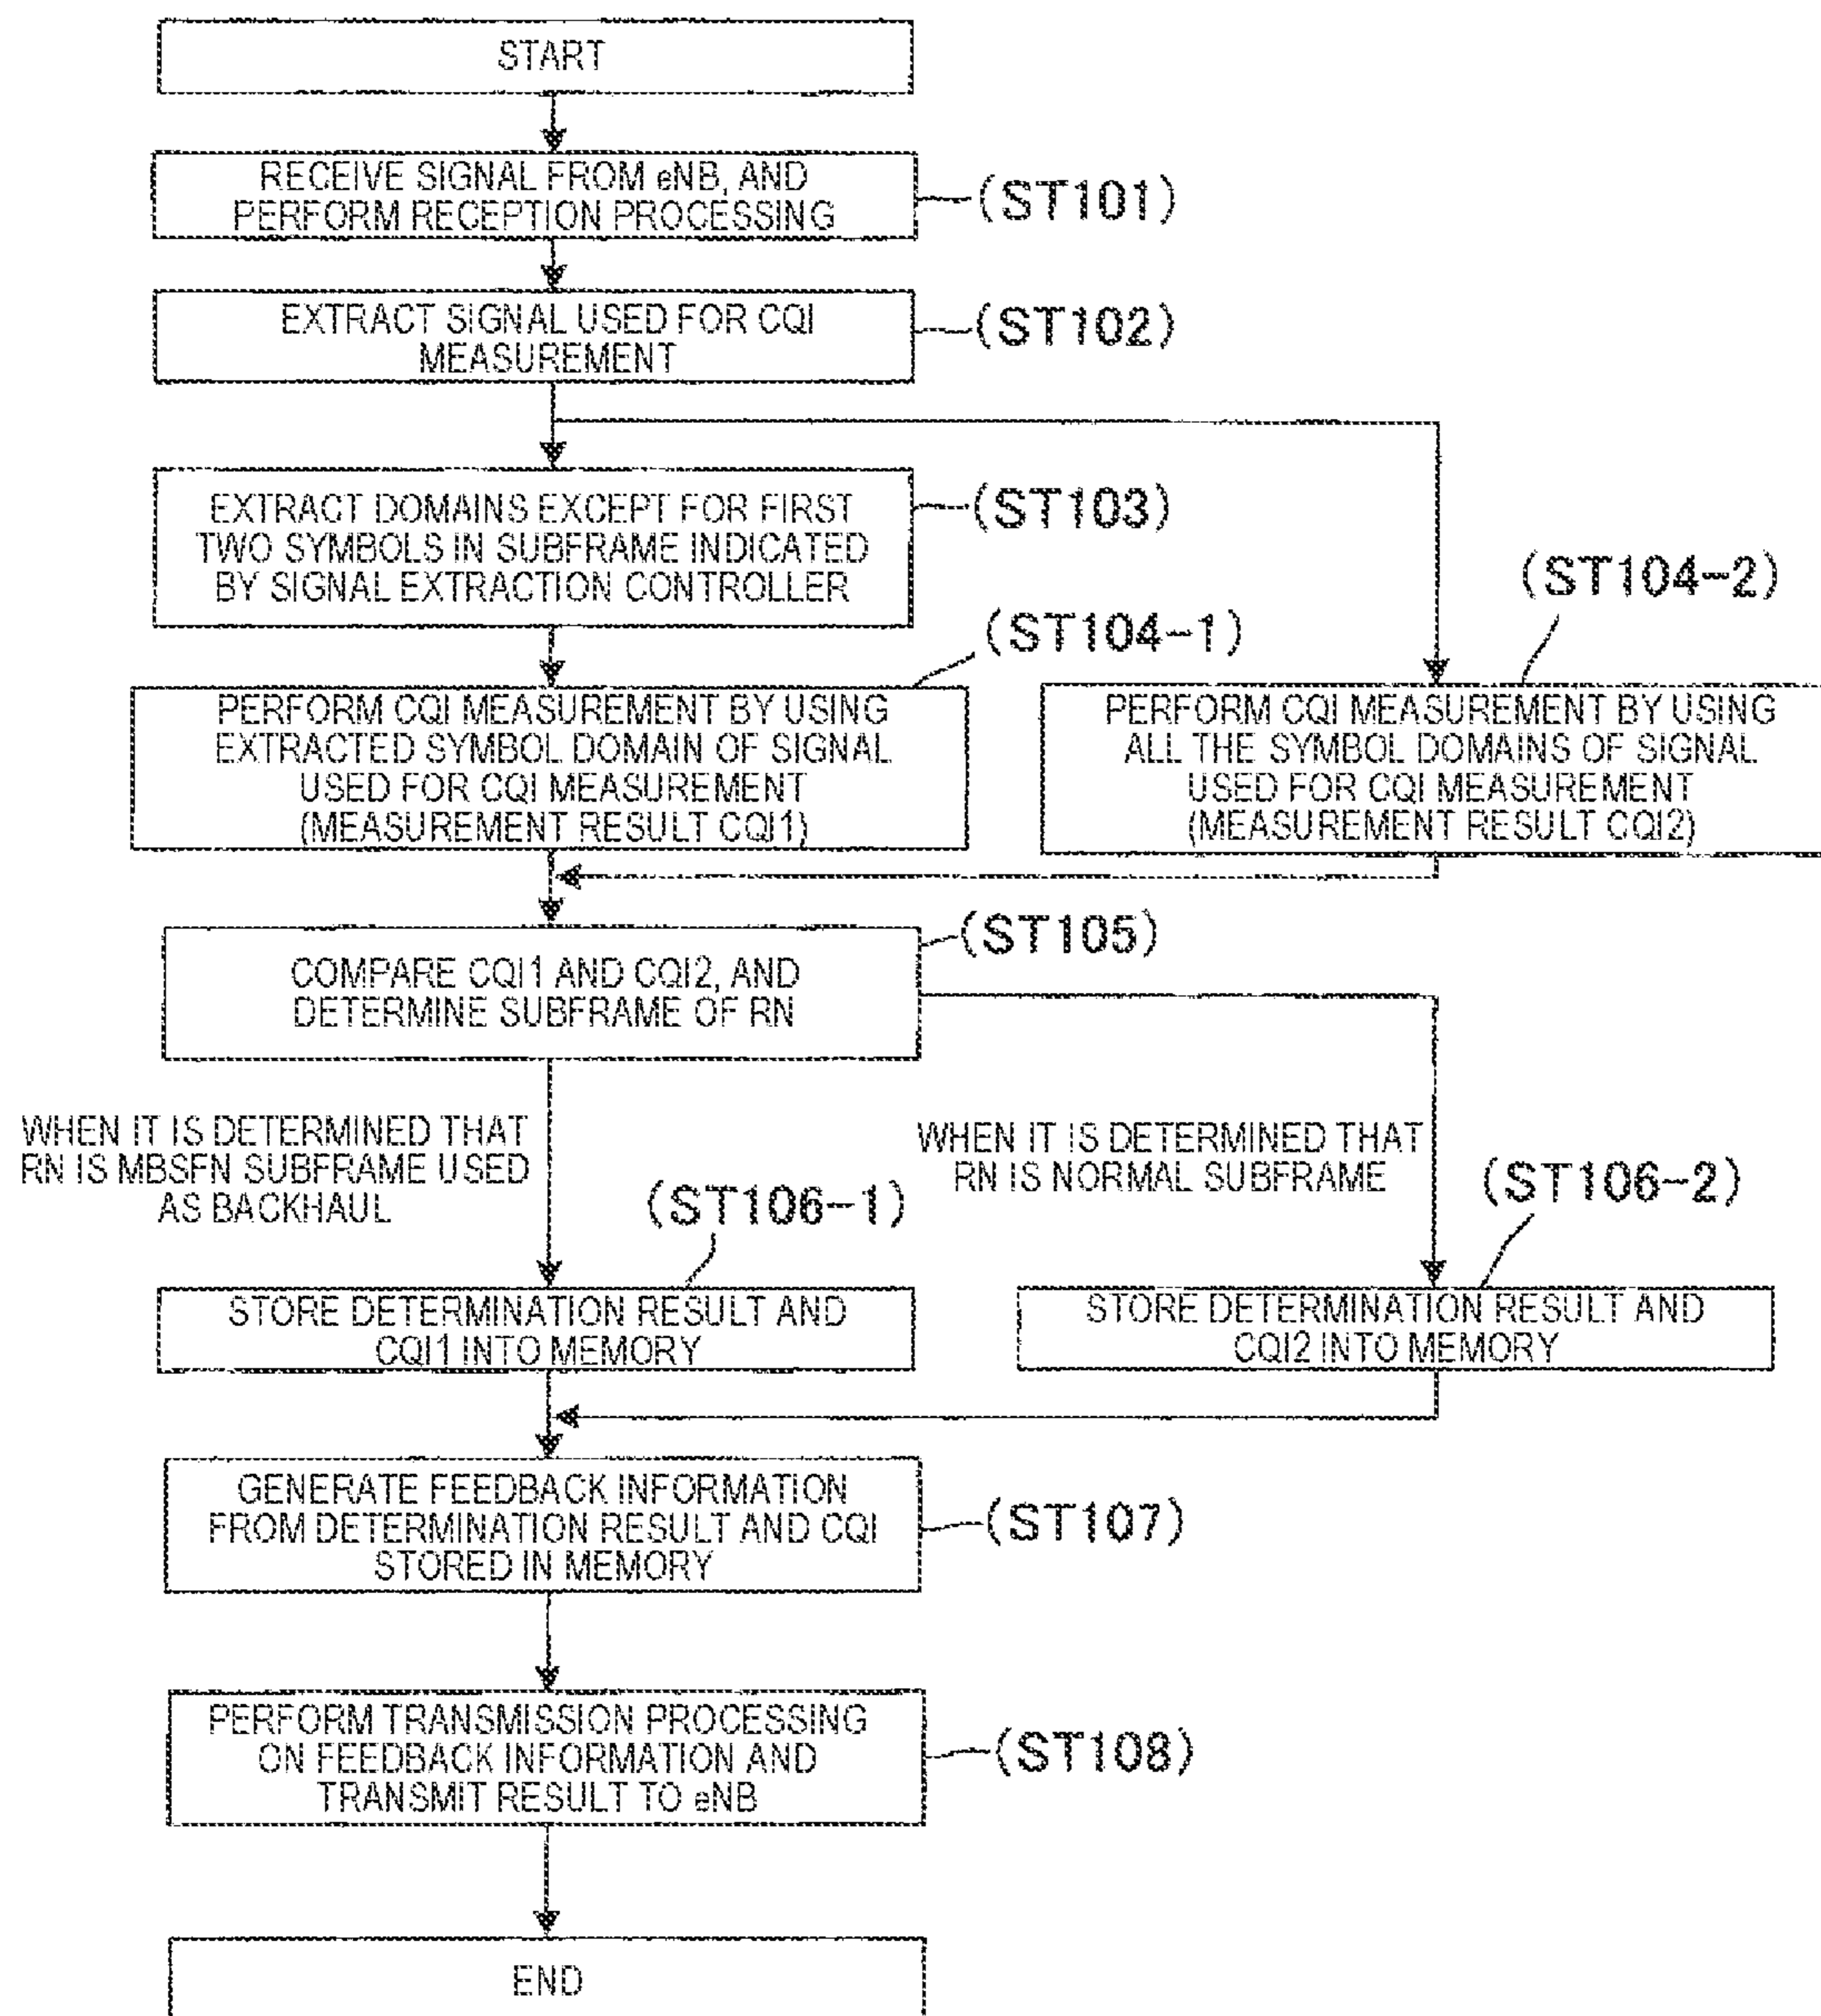 START
RECEIVE SIGNAL FROM eNB, AND
PERFORM RECEPTION PROCESSING
(ST101)
EXTRACT SIGNAL USED FOR CQI
MEASUREMENT
(ST102)
EXTRACT DOMAINS EXCEPT FOR FIRST
TWO SYMBOLS IN SUBFRAME INDICATED
BY SIGNAL EXTRACTION CONTROLLER
(ST103)
(ST104-1)
PERFORM CQI MEASUREMENT BY USING
EXTRACTED SYMBOL DOMAIN OF SIGNAL
USED FOR CQI MEASUREMENT
(MEASUREMENT RESULT CQI1)
(ST104-2)
PERFORM CQI MEASUREMENT BY USING
ALL THE SYMBOL DOMAINS OF SIGNAL
USED FOR CQI MEASUREMENT
(MEASUREMENT RESULT CQI2)
COMPARE CQI1 AND CQI2, AND
DETERMINE SUBFRAME OF RN
(ST105)
WHEN IT IS DETERMINED THAT
RN IS MBSFN SUBFRAME USED
AS BACKHAUL
(ST106-1)
STORE DETERMINATION RESULT AND
CQI1 INTO MEMORY
WHEN IT IS DETERMINED THAT
RN IS NORMAL SUBFRAME
(ST106-2)
STORE DETERMINATION RESULT AND
CQI2 INTO MEMORY
GENERATE FEEDBACK INFORMATION
FROM DETERMINATION RESULT AND CQI
STORED IN MEMORY
(ST107)
PERFORM TRANSMISSION PROCESSING
ON FEEDBACK INFORMATION AND
TRANSMIT RESULT TO eNB
(ST108)
END